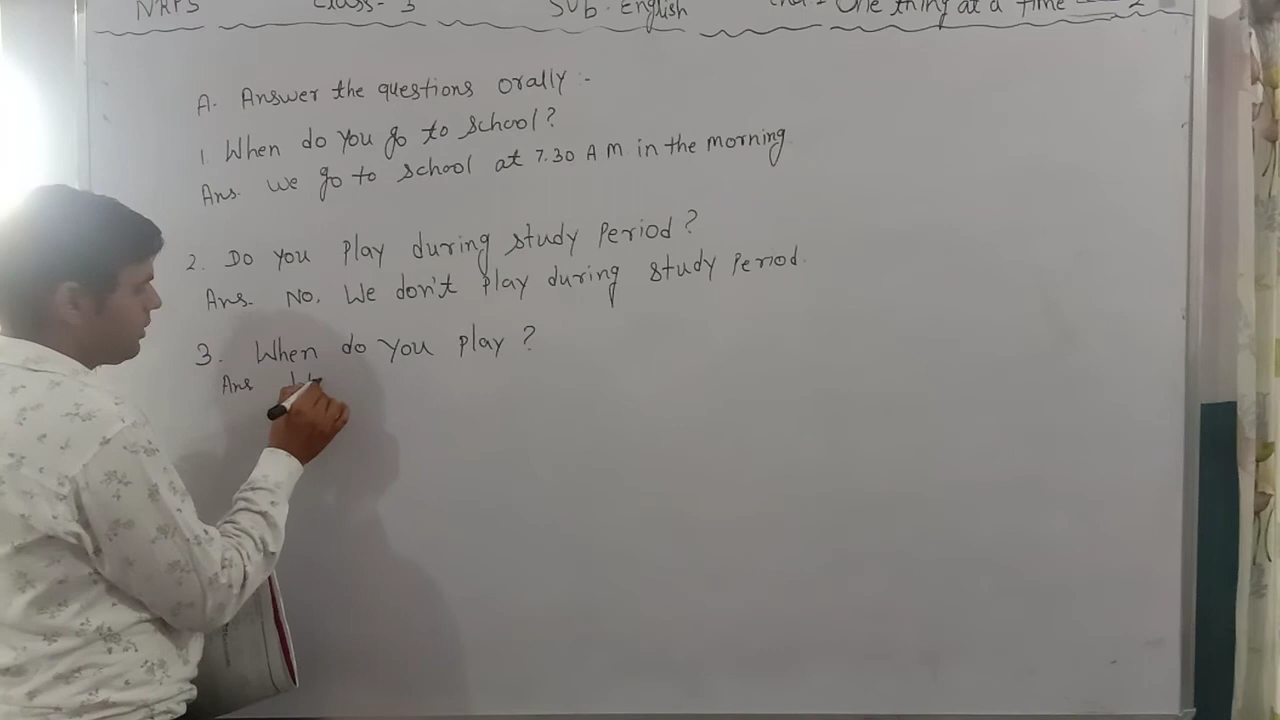 NRPS Class- 3 Sub. English One thing at a Time 2
A. Answer the questions orally :-
1. When do you go to school?
Ans. We go to school at 7.30 A M in the morning
2. Do you play during study Period?
Ans. No. We don't play during study Period.
3. When do you play?
Ans